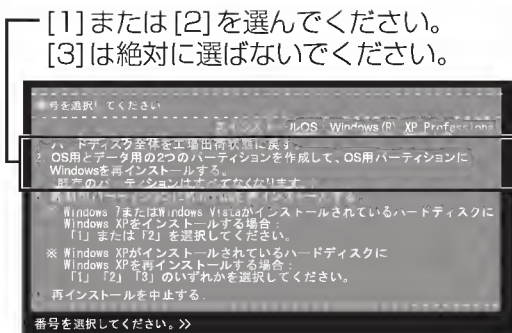 [1]または[2]を選んでください。
[3]は絶対に選ばないでください。
号を選択してください
ルOS Windows(R) XP Professional
ハードディスク全体を工場出荷状態に戻す。
2. OS用とデータ用の2つのパーティションを作成して、OS用パーティションに
Windowsを再インストールする。
既存のパーティションはすべてなくなります。
※ Windows 7またはWindows Vistaがインストールされているハードディスクに
Windows XPをインストールする場合：
「1」または「2」を選択してください。
※ Windows XPがインストールされているハードディスクに
Windows XPを再インストールする場合：
「1」「2」「3」のいずれかを選択してください。
再インストールを中止する.
番号を選択してください。≫